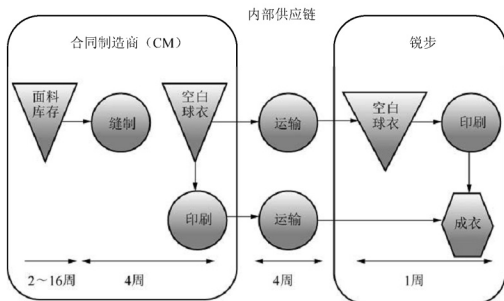 内部供应链
合同制造商（CM）
锐步
面料
库存
缝制
空白
球衣
运输
空白
球衣
印刷
印刷
运输
成衣
2～16周
4周
4周
1周